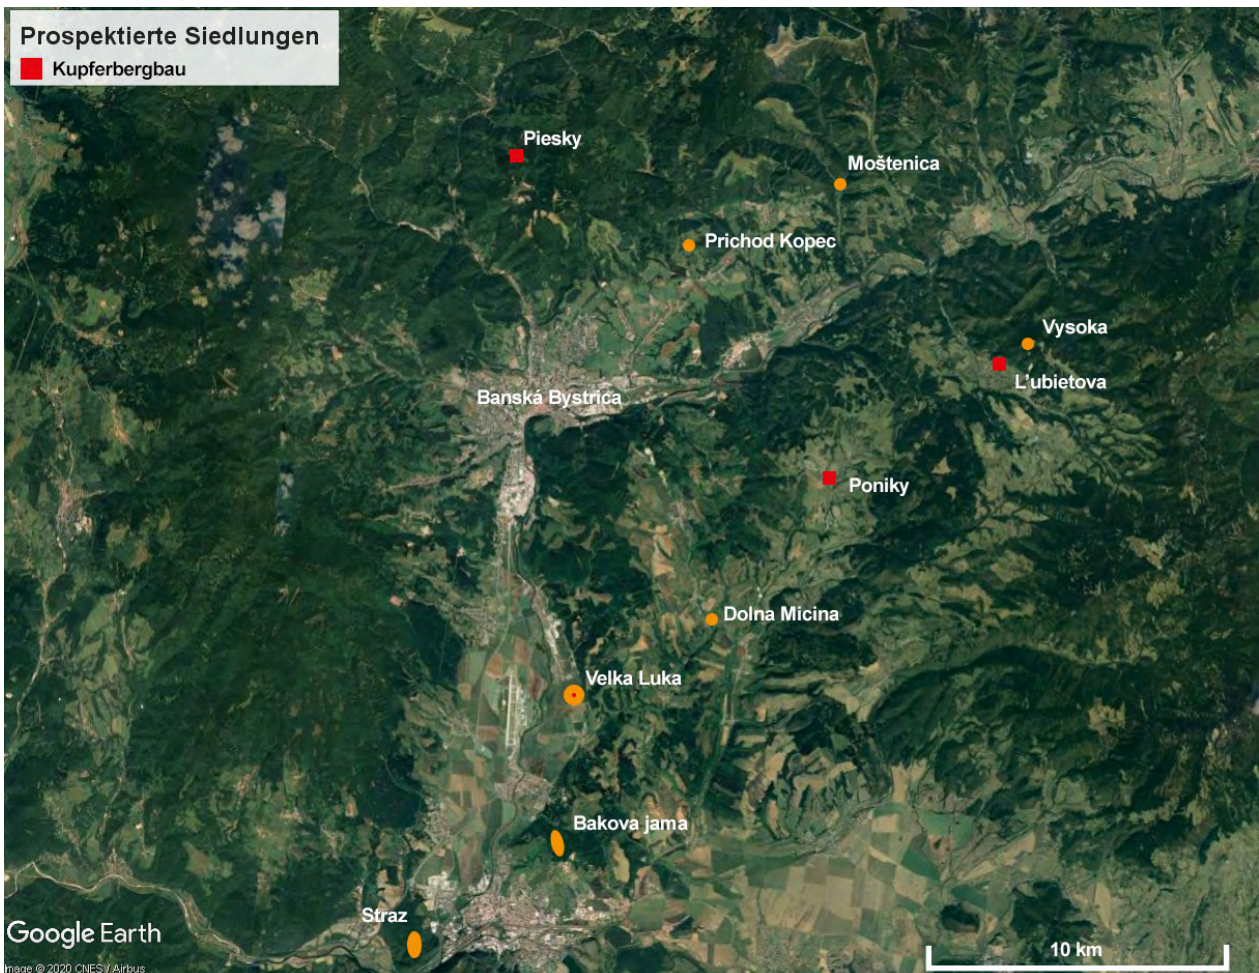 Prospektierte Siedlungen
Kupferbergbau
Piesky
Moštenica
Prichod Kopec
Vysoka
L'ubietova
Banská Bystrica
Poniky
Dolna Micina
Velka Luka
Bakova jama
Straz
Google Earth
10 km
Image © 2020 CNES / Airbus